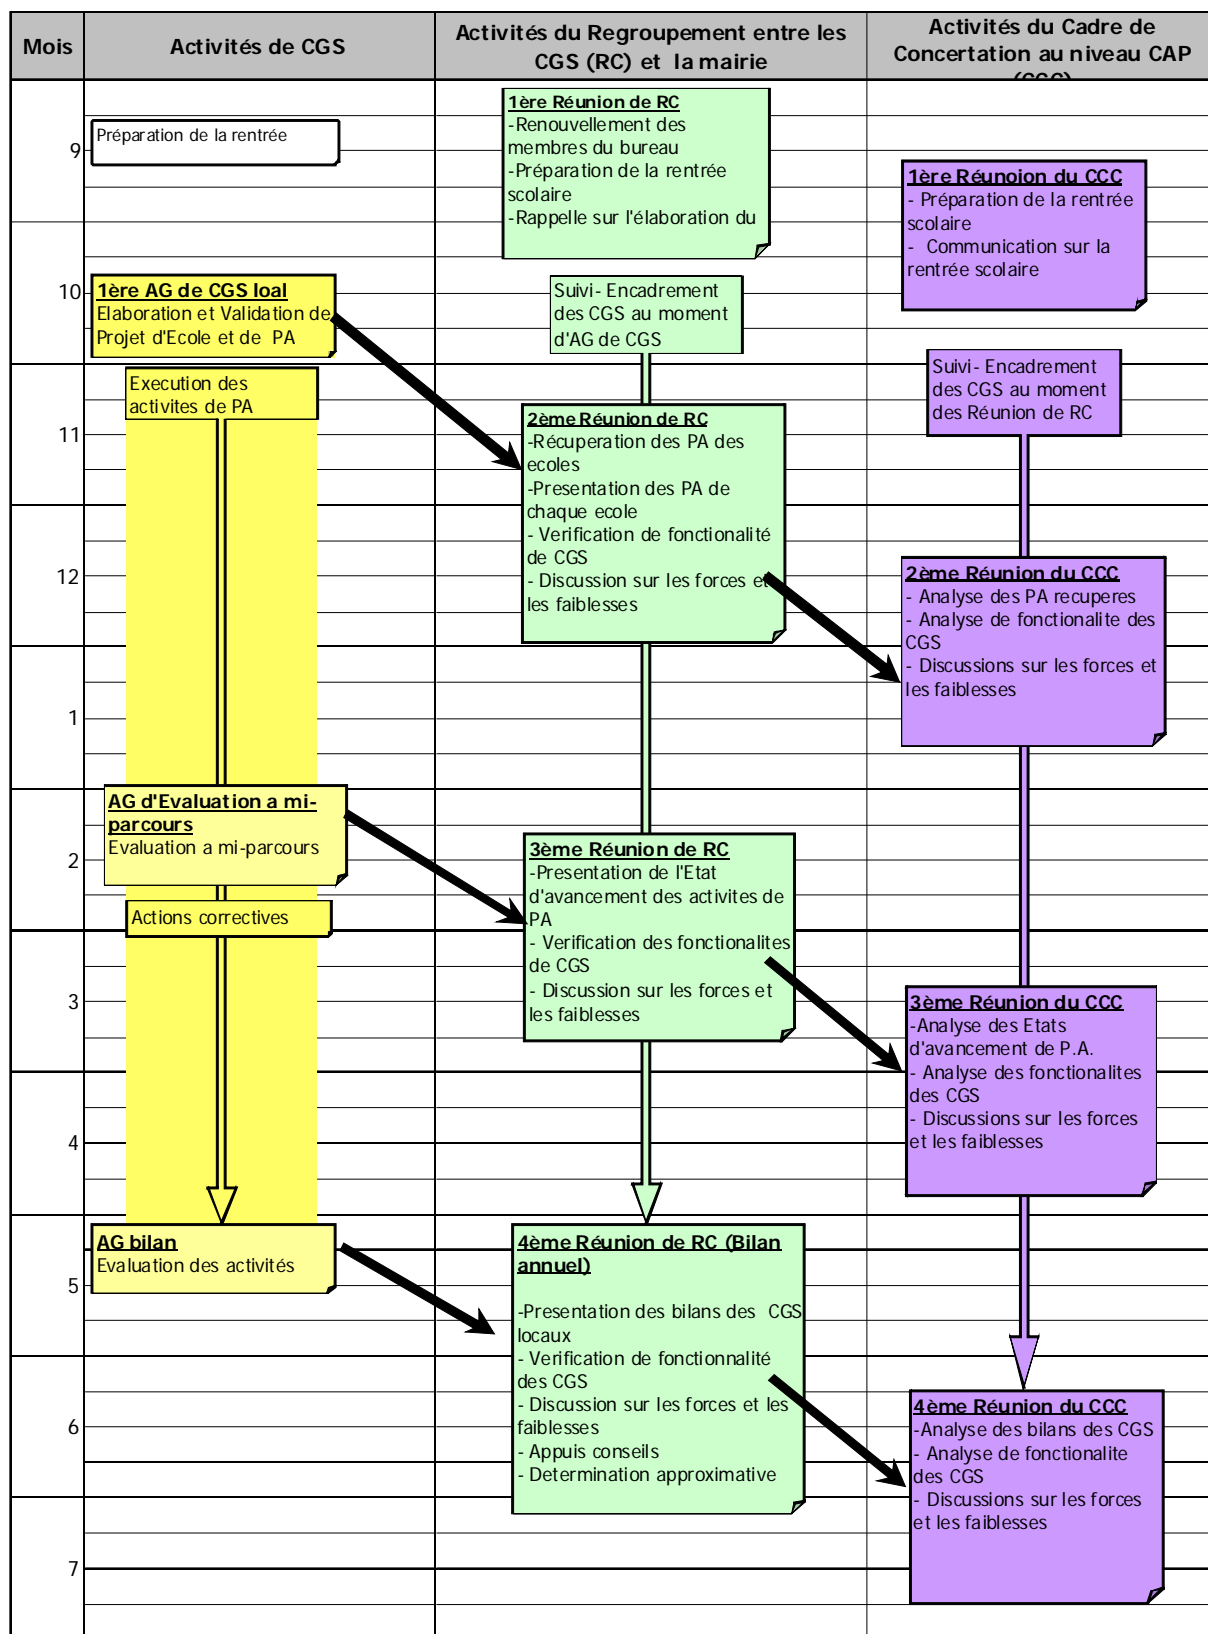 Mois
Activités de CGS
Activités du Regroupement entre les
CGS (RC) et la mairie
Activités du Cadre de
Concertation au niveau CAP
9
Préparation de la rentrée
1ère Réunion de RC
-Renouvellement des
membres du bureau
-Préparation de la rentrée
scolaire
-Rappelle sur l'élaboration du
1ère Réunoion du CCC
- Préparation de la rentrée
scolaire
- Communication sur la
rentrée scolaire
10
1ère AG de CGS loal
Elaboration et Validation de
Projet d'Ecole et de PA
Suivi- Encadrement
des CGS au moment
d'AG de CGS
Execution des
activites de PA
Suivi- Encadrement
des CGS au moment
des Réunion de RC
11
2ème Réunion de RC
-Récuperation des PA des
ecoles
-Presentation des PA de
chaque ecole
- Verification de fonctionalité
de CGS
- Discussion sur les forces et
les faiblesses
12
2ème Réunion du CCC
- Analyse des PA recuperes
- Analyse de fonctionalite des
CGS
- Discussions sur les forces et
les faiblesses
1
AG d'Evaluation a mi-
parcours
Evaluation a mi-parcours
2
3ème Réunion de RC
-Presentation de l'Etat
d'avancement des activites de
PA
- Verification des fonctionalites
de CGS
- Discussion sur les forces et
les faiblesses
Actions correctives
3
3ème Réunion du CCC
-Analyse des Etats
d'avancement de P.A.
- Analyse des fonctionalites
des CGS
- Discussions sur les forces
et les faiblesses
4
AG bilan
Evaluation des activités
4ème Réunion de RC (Bilan
annuel)
-Presentation des bilans des CGS
locaux
- Verification de fonctionnalité
des CGS
- Discussion sur les forces et les
faiblesses
- Appuis conseils
- Determination approximative
5
4ème Réunion du CCC
-Analyse des bilans des CGS
- Analyse de fonctionalite
des CGS
- Discussions sur les forces
et les faiblesses
6
7